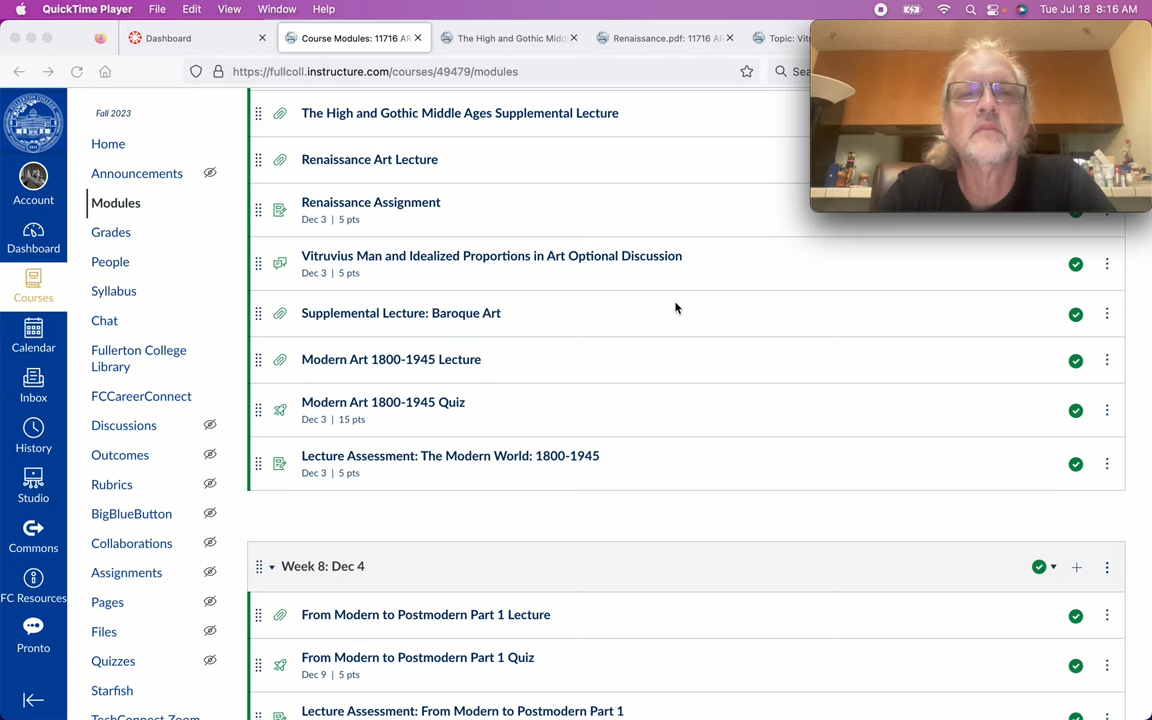 QuickTime Player File Edit View Window Help Tue Jul 18 8:16 AM
Dashboard
Course Modules: 11716 AR
The High and Gothic Midd
Renaissance.pdf: 11716 AR
Topic: Vitr
https://fullcoll.instructure.com/courses/49479/modules
Sea
Account
Dashboard
Courses
Calendar
Inbox
History
Studio
Commons
FC Resources
Pronto
Fall 2023
Home
Announcements
Modules
Grades
People
Syllabus
Chat
Fullerton College
Library
FCCareerConnect
Discussions
Outcomes
Rubrics
BigBlueButton
Collaborations
Assignments
Pages
Files
Quizzes
Starfish
TechConnect Zoom
The High and Gothic Middle Ages Supplemental Lecture
Renaissance Art Lecture
Renaissance Assignment
Dec 3 | 5 pts
Vitruvius Man and Idealized Proportions in Art Optional Discussion
Dec 3 | 5 pts
Supplemental Lecture: Baroque Art
Modern Art 1800-1945 Lecture
Modern Art 1800-1945 Quiz
Dec 3 | 15 pts
Lecture Assessment: The Modern World: 1800-1945
Dec 3 | 5 pts
Week 8: Dec 4
From Modern to Postmodern Part 1 Lecture
From Modern to Postmodern Part 1 Quiz
Dec 9 | 5 pts
Lecture Assessment: From Modern to Postmodern Part 1